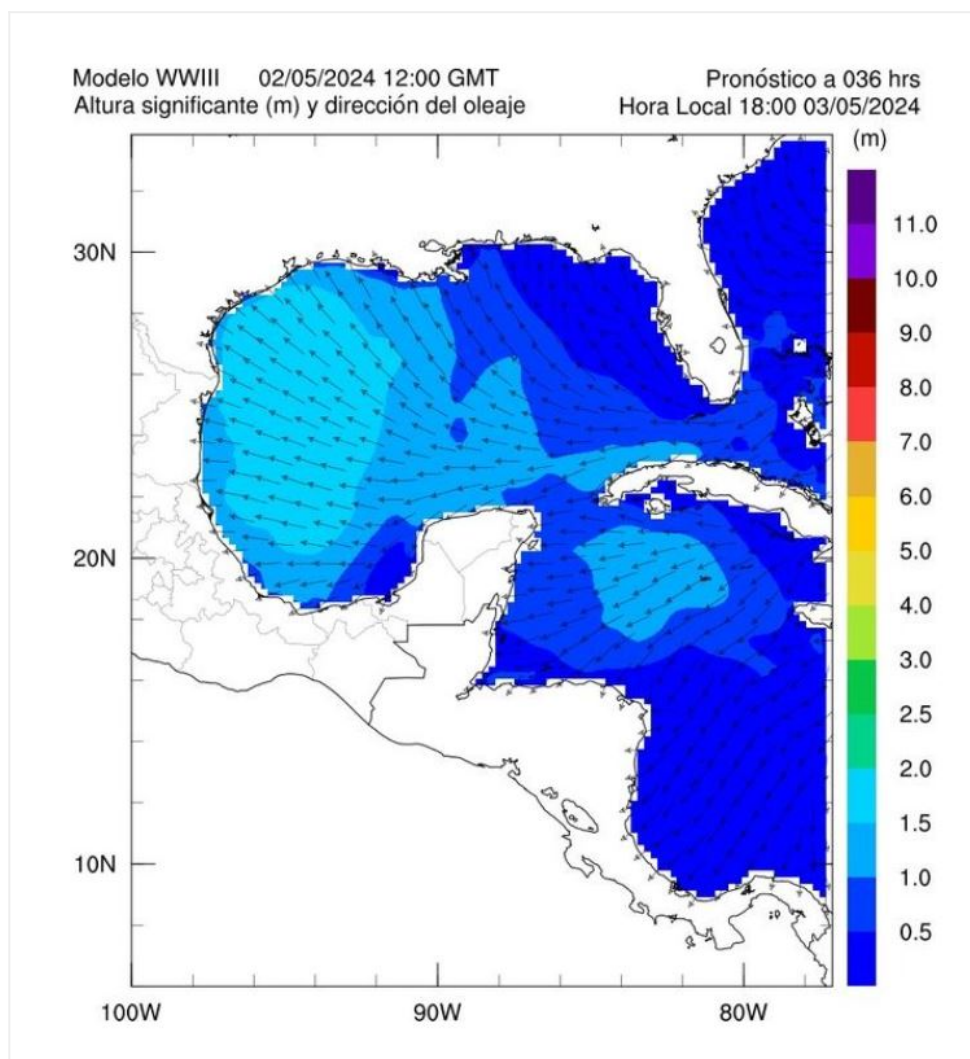 Modelo WWIII 02/05/2024 12:00 GMT Pronóstico a 036 hrs
Altura significante (m) y dirección del oleaje Hora Local 18:00 03/05/2024
(m)
11.0
30N
10.0
9.0
8.0
7.0
6.0
20N
5.0
4.0
3.0
2.5
2.0
1.5
10N
1.0
0.5
100W 90W 80W